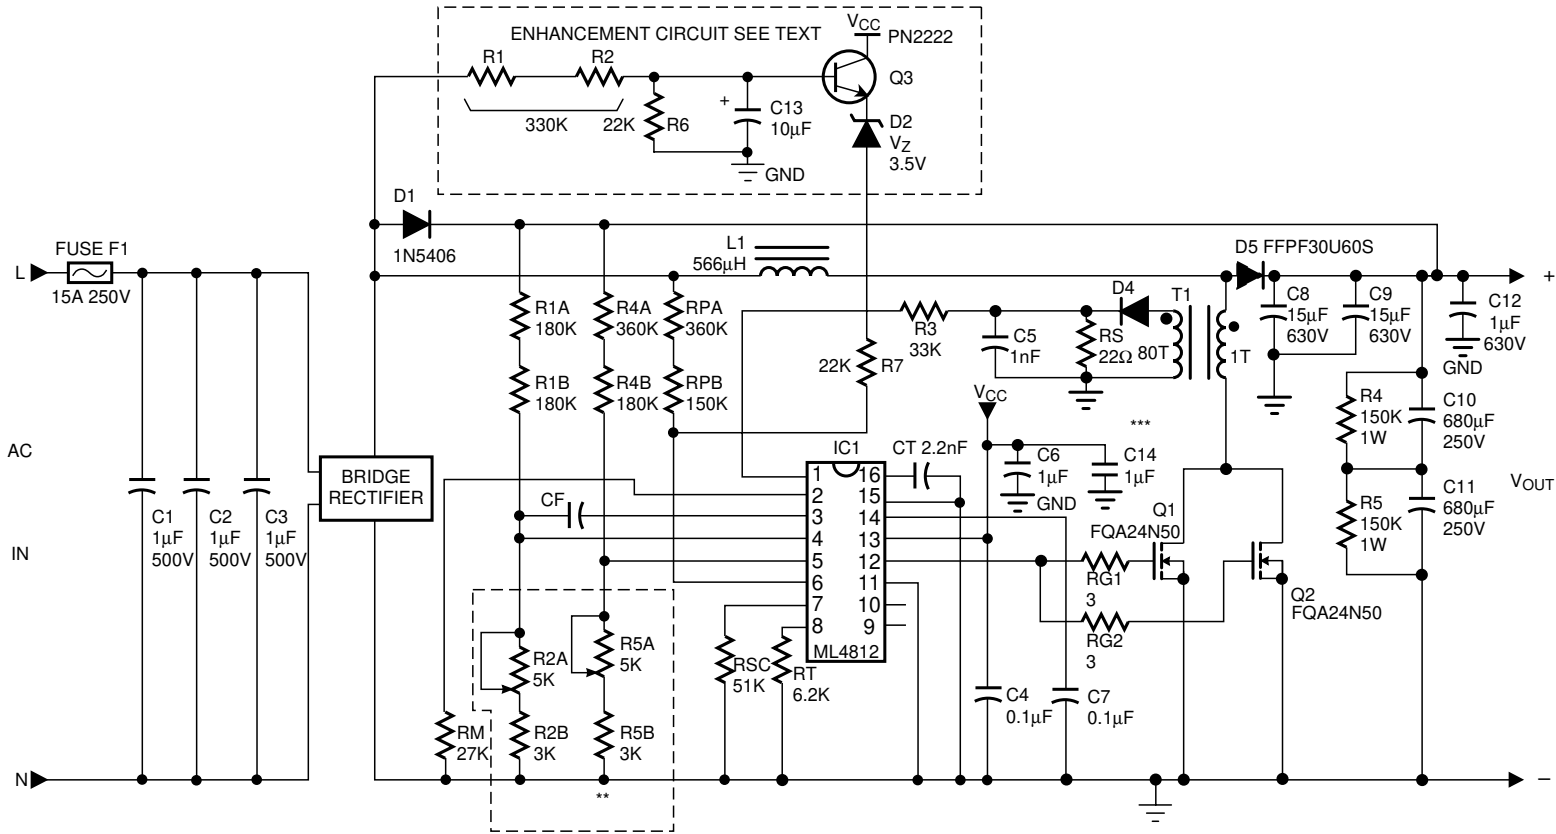 ENHANCEMENT CIRCUIT SEE TEXT
VCC
PN2222
Q3
R1
R2
330K
22K
R6
+
C13
10µF
GND
D2
VZ
3.5V
D1
1N5406
L1
566µH
D5 FFPF30U60S
FUSE F1
L
15A 250V
R1A
180K
R4A
360K
RPA
360K
R1B
180K
R4B
180K
RPB
150K
R3
33K
C5
1nF
RS
22Ω
D4
80T
T1
1T
C8
15µF
630V
C9
15µF
630V
C12
1µF
630V
GND
+
22K
R7
VCC
***
R4
150K
1W
C10
680µF
250V
R5
150K
1W
C11
680µF
250V
VOUT
AC
IN
BRIDGE
RECTIFIER
C1
1µF
500V
C2
1µF
500V
C3
1µF
500V
CF
IC1
CT 2.2nF
1
2
3
4
5
6
7
8
16
15
14
13
12
11
10
9
ML4812
C6
1µF
GND
C14
1µF
Q1
FQA24N50
RG1
3
RG2
3
Q2
FQA24N50
R2A
5K
R5A
5K
RSC
51K
RT
6.2K
RM
27K
R2B
3K
R5B
3K
**
C4
0.1µF
C7
0.1µF
N
–